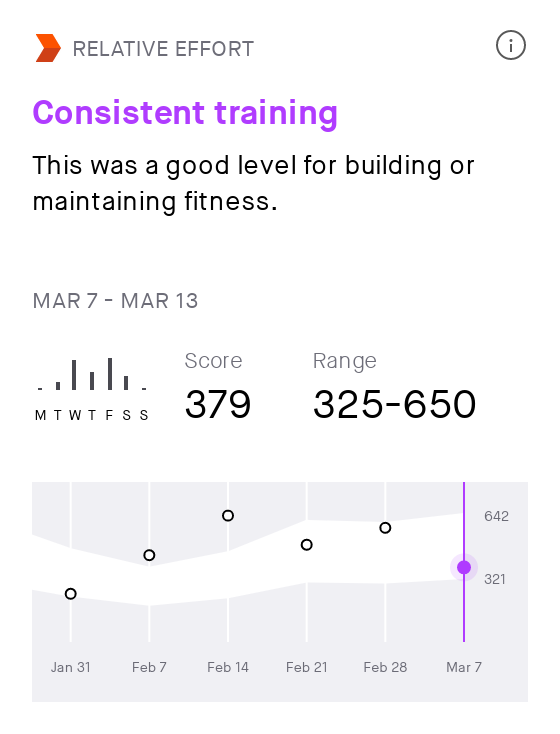 RELATIVE EFFORT
Consistent training
This was a good level for building or
maintaining fitness.
MAR 7 - MAR 13
Score
Range
379
325-650
M T W T F S S
642
321
Jan 31
Feb 7
Feb 14
Feb 21
Feb 28
Mar 7